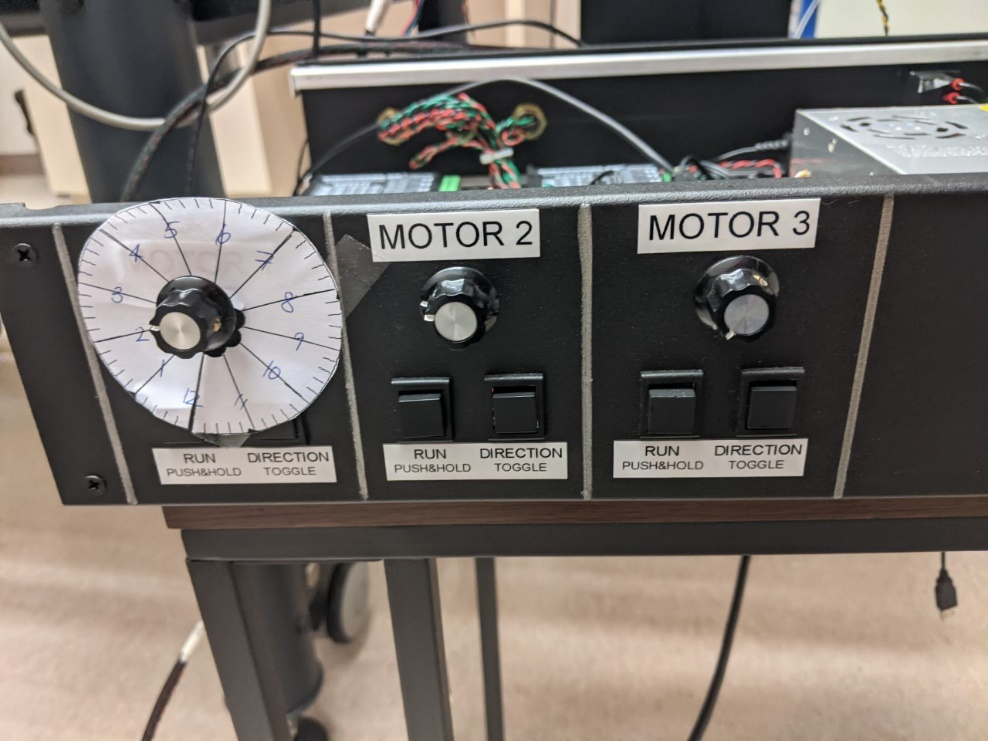 5
6
4
7
3
8
2
9
1
10
12
11
MOTOR 2
MOTOR 3
RUN DIRECTION
PUSH&HOLD TOGGLE
RUN DIRECTION
PUSH&HOLD TOGGLE
RUN DIRECTION
PUSH&HOLD TOGGLE